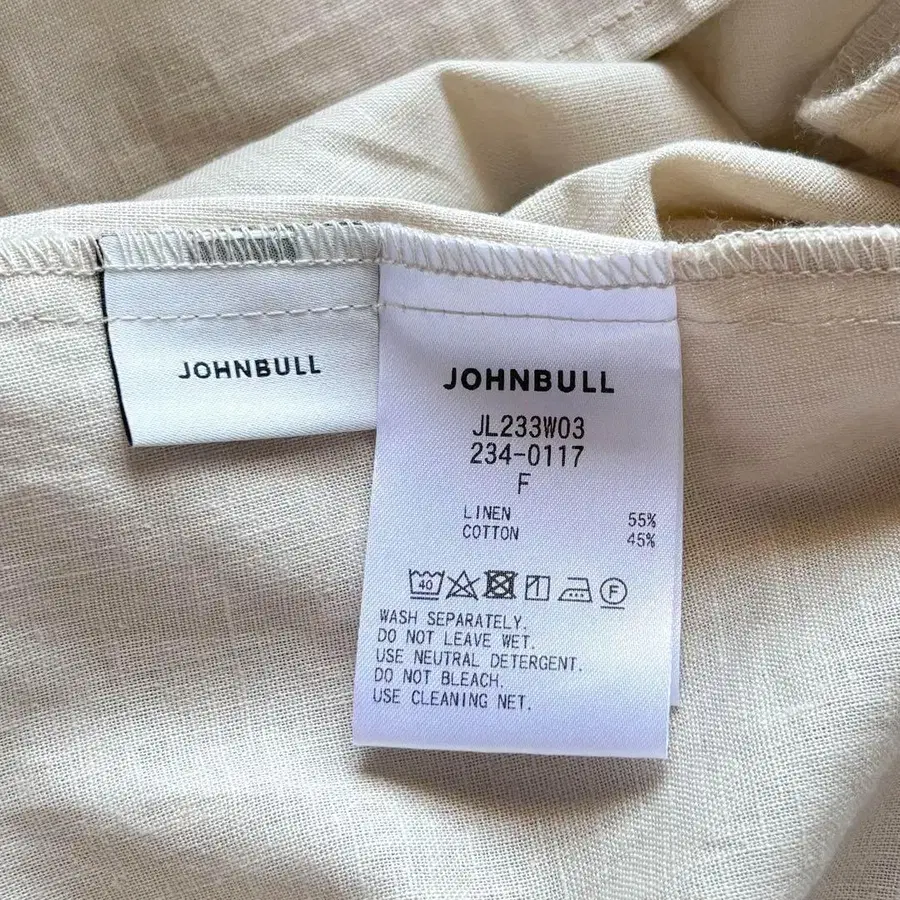 JOHNBULL
JOHNBULL
JL233W03
234-0117
F
LINEN 55%
COTTON 45%
40 F
WASH SEPARATELY.
DO NOT LEAVE WET.
USE NEUTRAL DETERGENT.
DO NOT BLEACH.
USE CLEANING NET.